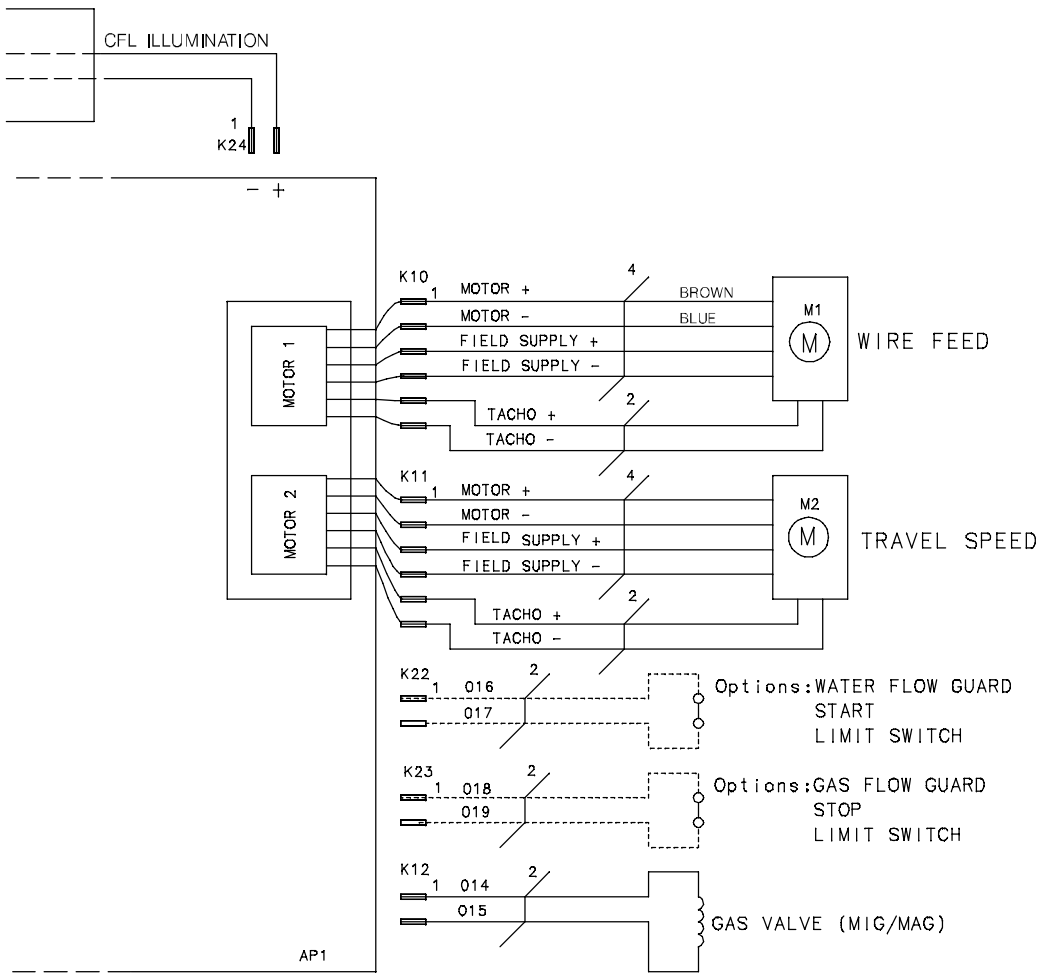 CFL ILLUMINATION
1
K24
- +
K10
1 MOTOR + 4 BROWN
MOTOR - BLUE
FIELD SUPPLY +
FIELD SUPPLY -
TACHO + 2
TACHO -
MOTOR 1
M1
M
WIRE FEED
K11
1 MOTOR + 4
MOTOR -
FIELD SUPPLY +
FIELD SUPPLY -
TACHO + 2
TACHO -
MOTOR 2
M2
M
TRAVEL SPEED
K22
1 016 2
017
Options:WATER FLOW GUARD
START
LIMIT SWITCH
K23
1 018 2
019
Options:GAS FLOW GUARD
STOP
LIMIT SWITCH
K12
1 014 2
015
GAS VALVE (MIG/MAG)
AP1